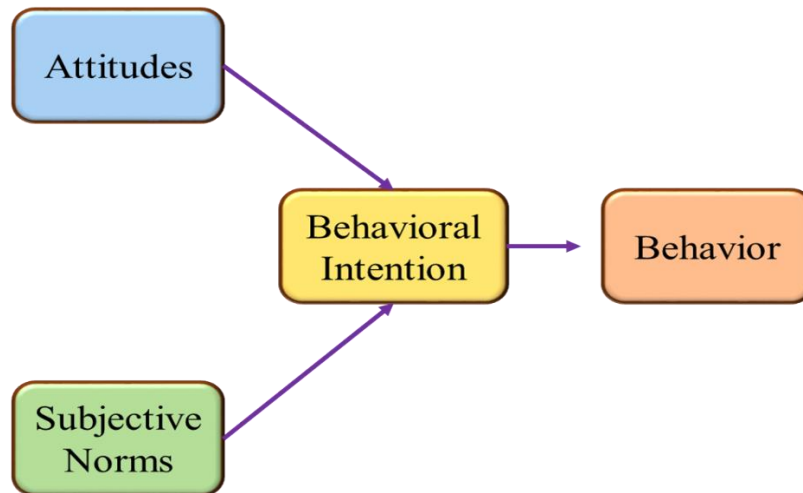 Attitudes
Behavioral
Intention
Behavior
Subjective
Norms